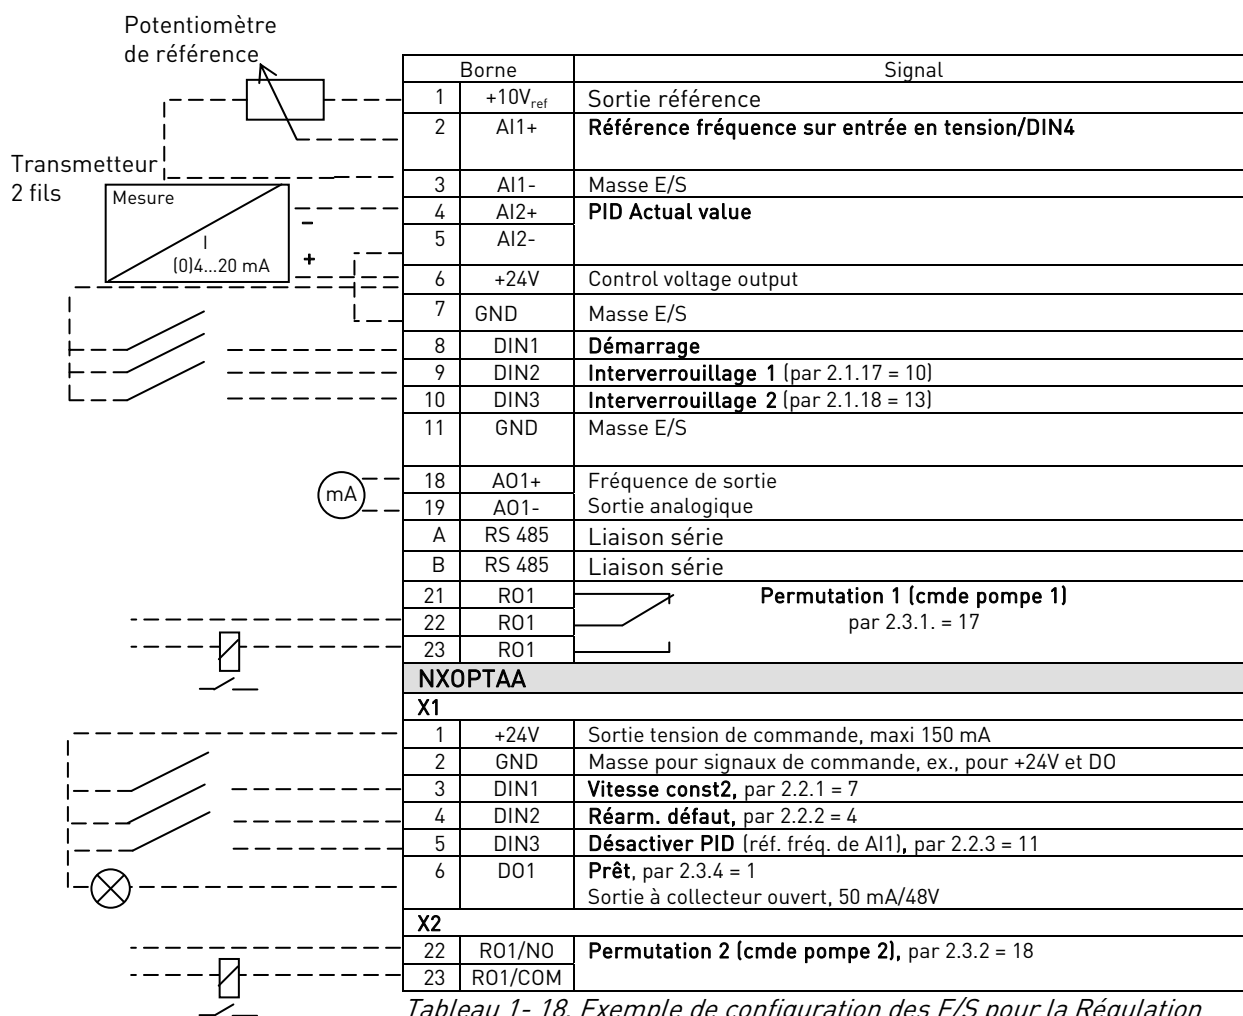 Potentiomètre
de référence
Transmetteur
2 fils
Mesure
I
(0)4...20 mA
-
+
mA
Borne Signal
1 +10Vref Sortie référence
2 AI1+ Référence fréquence sur entrée en tension/DIN4
3 AI1- Masse E/S
4 AI2+ PID Actual value
5 AI2-
6 +24V Control voltage output
7 GND Masse E/S
8 DIN1 Démarrage
9 DIN2 Interverrouillage 1 (par 2.1.17 = 10)
10 DIN3 Interverrouillage 2 (par 2.1.18 = 13)
11 GND Masse E/S
18 AO1+ Fréquence de sortie
19 AO1- Sortie analogique
A RS 485 Liaison série
B RS 485 Liaison série
21 RO1 Permutation 1 (cmde pompe 1)
22 RO1 par 2.3.1. = 17
23 RO1
NXOPTAA
X1
1 +24V Sortie tension de commande, maxi 150 mA
2 GND Masse pour signaux de commande, ex., pour +24V et DO
3 DIN1 Vitesse const2, par 2.2.1 = 7
4 DIN2 Réarm. défaut, par 2.2.2 = 4
5 DIN3 Désactiver PID (réf. fréq. de AI1), par 2.2.3 = 11
6 DO1 Prêt, par 2.3.4 = 1
Sortie à collecteur ouvert, 50 mA/48V
X2
22 RO1/NO Permutation 2 (cmde pompe 2), par 2.3.2 = 18
23 RO1/COM
Tableau 1- 18. Exemple de configuration des E/S pour la Régulation